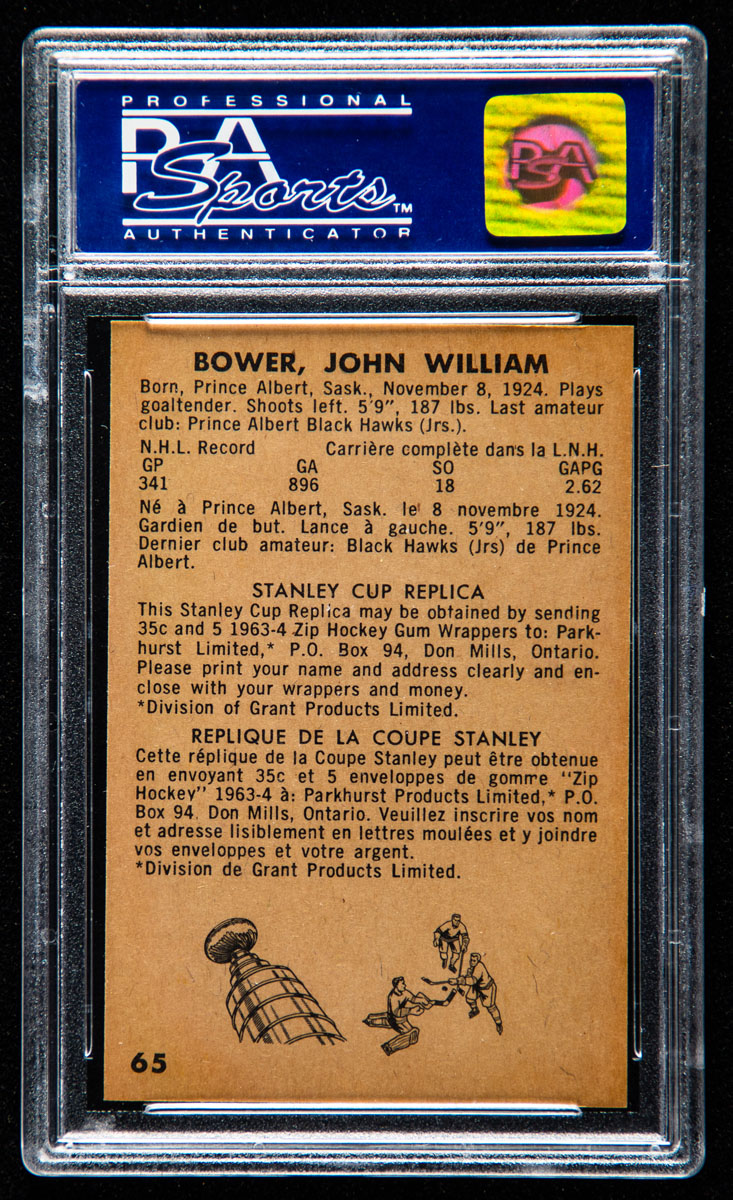 PROFESSIONAL
PSA
Sports™
AUTHENTICATOR
PSA
BOWER, JOHN WILLIAM
Born, Prince Albert, Sask., November 8, 1924. Plays
goaltender. Shoots left. 5'9", 187 lbs. Last amateur
club: Prince Albert Black Hawks (Jrs.).
N.H.L. Record Carrière complète dans la L.N.H.
GP GA SO GAPG
341 896 18 2.62
Né à Prince Albert, Sask. le 8 novembre 1924.
Gardien de but. Lance à gauche. 5'9", 187 lbs.
Dernier club amateur: Black Hawks (Jrs) de Prince
Albert.
STANLEY CUP REPLICA
This Stanley Cup Replica may be obtained by sending
35c and 5 1963-4 Zip Hockey Gum Wrappers to: Park-
hurst Limited,* P.O. Box 94, Don Mills, Ontario.
Please print your name and address clearly and en-
close with your wrappers and money.
*Division of Grant Products Limited.
REPLIQUE DE LA COUPE STANLEY
Cette réplique de la Coupe Stanley peut être obtenue
en envoyant 35c et 5 enveloppes de gomme "Zip
Hockey" 1963-4 à: Parkhurst Products Limited,* P.O.
Box 94, Don Mills, Ontario. Veuillez inscrire vos nom
et adresse lisiblement en lettres moulées et y joindre
vos enveloppes et votre argent.
*Division de Grant Products Limited.
65